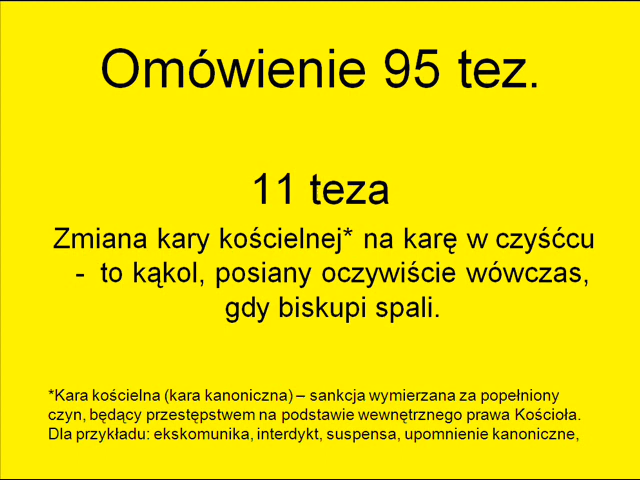 Omówienie 95 tez.
11 teza
Zmiana kary kościelnej* na karę w czyśćcu
- to kąkol, posiany oczywiście wówczas,
gdy biskupi spali.
*Kara kościelna (kara kanoniczna) – sankcja wymierzana za popełniony
czyn, będący przestępstwem na podstawie wewnętrznego prawa Kościoła.
Dla przykładu: ekskomunika, interdykt, suspensa, upomnienie kanoniczne,